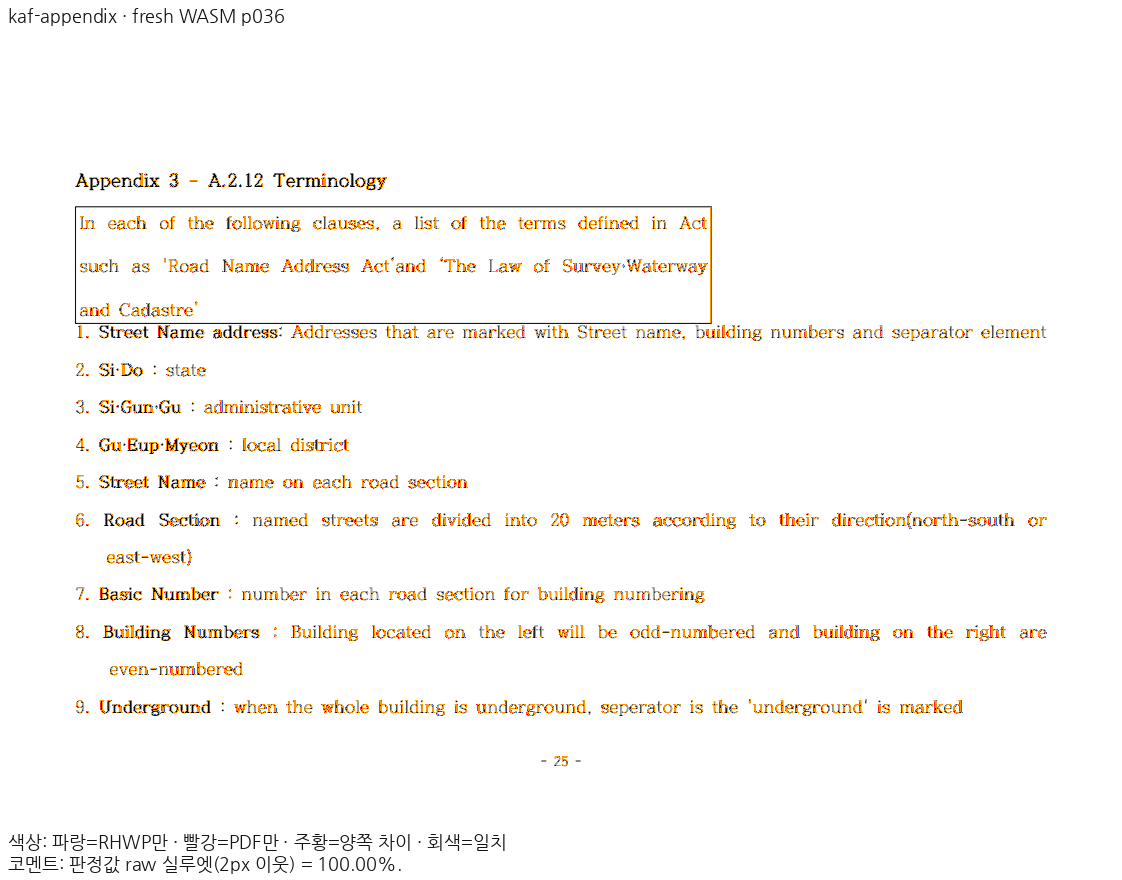 kaf-appendix · fresh WASM p036
Appendix 3 - A.2.12 Terminology
In each of the following clauses, a list of the terms defined in Act
such as 'Road Name Address Act'and 'The Law of Survey·Waterway
and Cadastre'
1. Street Name address: Addresses that are marked with Street name, building numbers and separator element
2. Si·Do : state
3. Si·Gun·Gu : administrative unit
4. Gu·Eup·Myeon : local district
5. Street Name : name on each road section
6. Road Section : named streets are divided into 20 meters according to their direction(north-south or
east-west)
7. Basic Number : number in each road section for building numbering
8. Building Numbers : Building located on the left will be odd-numbered and building on the right are
even-numbered
9. Underground : when the whole building is underground, seperator is the 'underground' is marked
- 25 -
색상: 파랑=RHWP만 · 빨강=PDF만 · 주황=양쪽 차이 · 회색=일치
코멘트: 판정값 raw 실루엣(2px 이웃) = 100.00%.